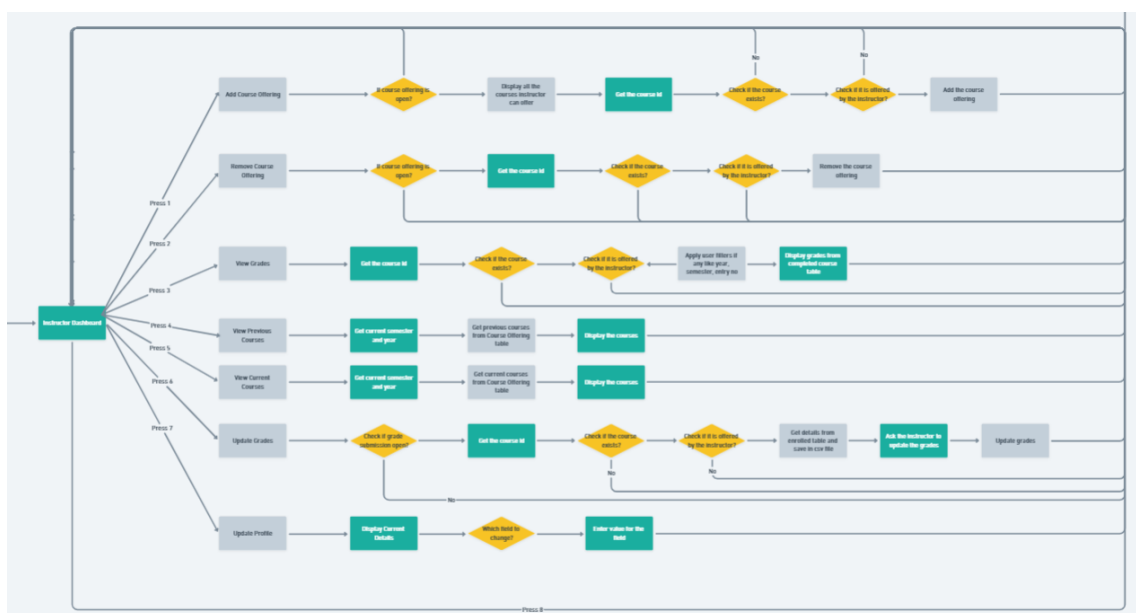 No
No
Add Course Offering
If course offering is
open?
Display all the
courses instructor
can offer
Get the course id
Check if the course
exists?
Check if it is offered
by the instructor?
Add the course
offering
Remove Course
Offering
If course offering is
open?
Get the course id
Check if the course
exists?
Check if it is offered
by the instructor?
Remove the course
offering
Press 1
Press 2
View Grades
Get the course id
Check if the course
exists?
Check if it is offered
by the instructor?
Apply user filters if
any like year,
semester, entry no
Display grades from
completed course
table
Press 3
Instructor Dashboard
Press 4
View Previous
Courses
Get current semester
and year
Get previous courses
from Course Offering
table
Display the courses
Press 5
View Current
Courses
Get current semester
and year
Get current courses
from Course Offering
table
Display the courses
Press 6
Press 7
Update Grades
Check if grade
submission open?
Get the course id
Check if the course
exists?
Check if it is offered
by the instructor?
Get details from
enrolled table and
save in csv file
Ask the instructor to
update the grades
Update grades
No
No
No
Update Profile
Display Current
Details
Which field to
change?
Enter value for the
field
Press 8